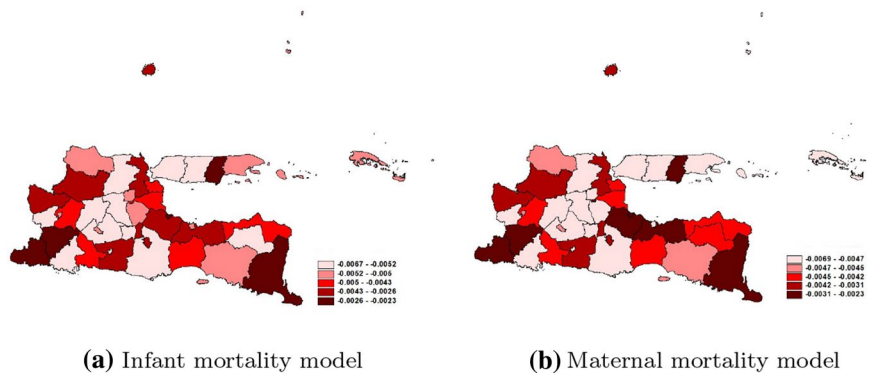 -0.0067 - -0.0052
-0.0052 - -0.005
-0.005 - -0.0043
-0.0043 - -0.0026
-0.0026 - -0.0023
-0.0069 - -0.0047
-0.0047 - -0.0045
-0.0045 - -0.0042
-0.0042 - -0.0031
-0.0031 - -0.0023
(a) Infant mortality model
(b) Maternal mortality model